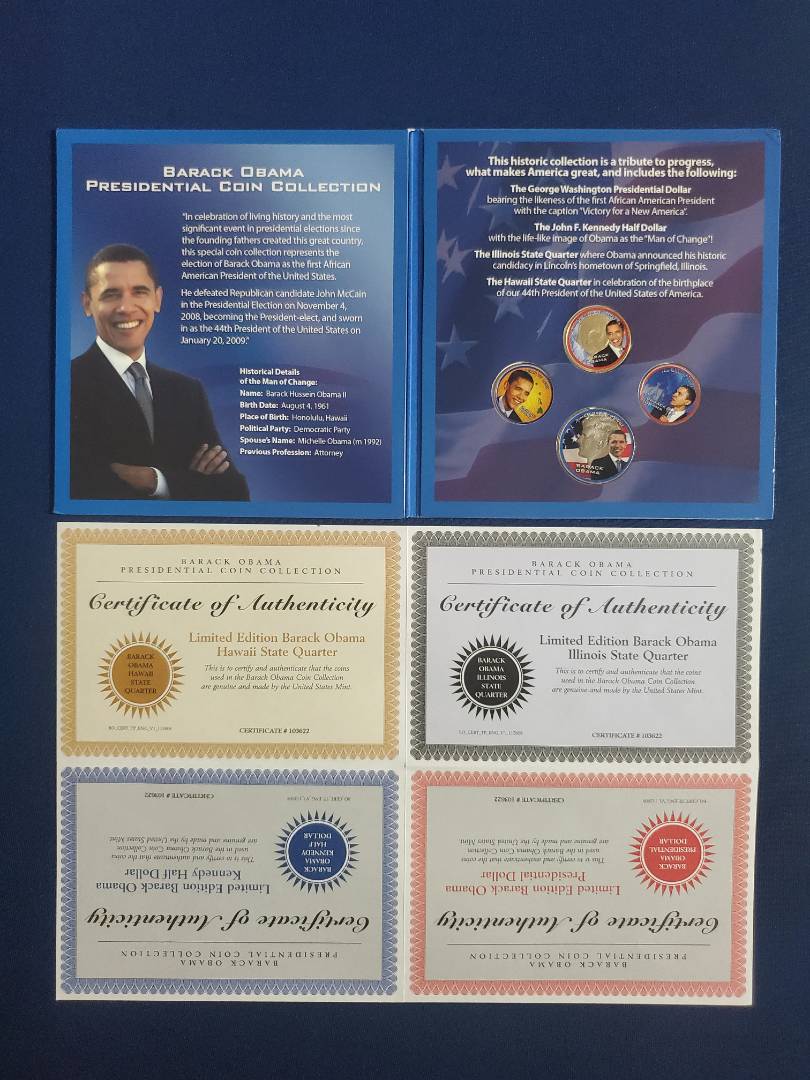 BARACK OBAMA
PRESIDENTIAL COIN COLLECTION
"In celebration of living history and the most
significant event in presidential elections since
the founding fathers created this great country,
this special coin collection represents the
election of Barack Obama as the first African
American President of the United States.
He defeated Republican candidate John McCain
in the Presidential Election on November 4,
2008, becoming the President-elect, and sworn
in as the 44th President of the United States on
January 20, 2009."
Historical Details
of the Man of Change:
Name: Barack Hussein Obama II
Birth Date: August 4, 1961
Place of Birth: Honolulu, Hawaii
Political Party: Democratic Party
Spouse's Name: Michelle Obama (m 1992)
Previous Profession: Attorney
This historic collection is a tribute to progress,
what makes America great, and includes the following:
The George Washington Presidential Dollar
bearing the likeness of the first African American President
with the caption "Victory for a New America".
The John F. Kennedy Half Dollar
with the life-like image of Obama as the "Man of Change"!
The Illinois State Quarter where Obama announced his historic
candidacy in Lincoln's hometown of Springfield, Illinois.
The Hawaii State Quarter in celebration of the birthplace
of our 44th President of the United States of America.
BARACK
OBAMA
BARACK
OBAMA
BARACK OBAMA
PRESIDENTIAL COIN COLLECTION
Certificate of Authenticity
Limited Edition Barack Obama
Hawaii State Quarter
This is to certify and authenticate that the coins
used in the Barack Obama Coin Collection
are genuine and made by the United States Mint.
BARACK
OBAMA
HAWAII
STATE
QUARTER
CERTIFICATE # 103622
BARACK OBAMA
PRESIDENTIAL COIN COLLECTION
Certificate of Authenticity
Limited Edition Barack Obama
Illinois State Quarter
This is to certify and authenticate that the coins
used in the Barack Obama Coin Collection
are genuine and made by the United States Mint.
BARACK
OBAMA
ILLINOIS
STATE
QUARTER
CERTIFICATE # 103622
BARACK OBAMA
PRESIDENTIAL COIN COLLECTION
Certificate of Authenticity
Limited Edition Barack Obama
Kennedy Half Dollar
This is to certify and authenticate that the coins
used in the Barack Obama Coin Collection
are genuine and made by the United States Mint.
BARACK
OBAMA
KENNEDY
HALF
DOLLAR
CERTIFICATE # 103622
BARACK OBAMA
PRESIDENTIAL COIN COLLECTION
Certificate of Authenticity
Limited Edition Barack Obama
Presidential Dollar
This is to certify and authenticate that the coins
used in the Barack Obama Coin Collection
are genuine and made by the United States Mint.
BARACK
OBAMA
PRESIDENTIAL
DOLLAR
CERTIFICATE # 103622